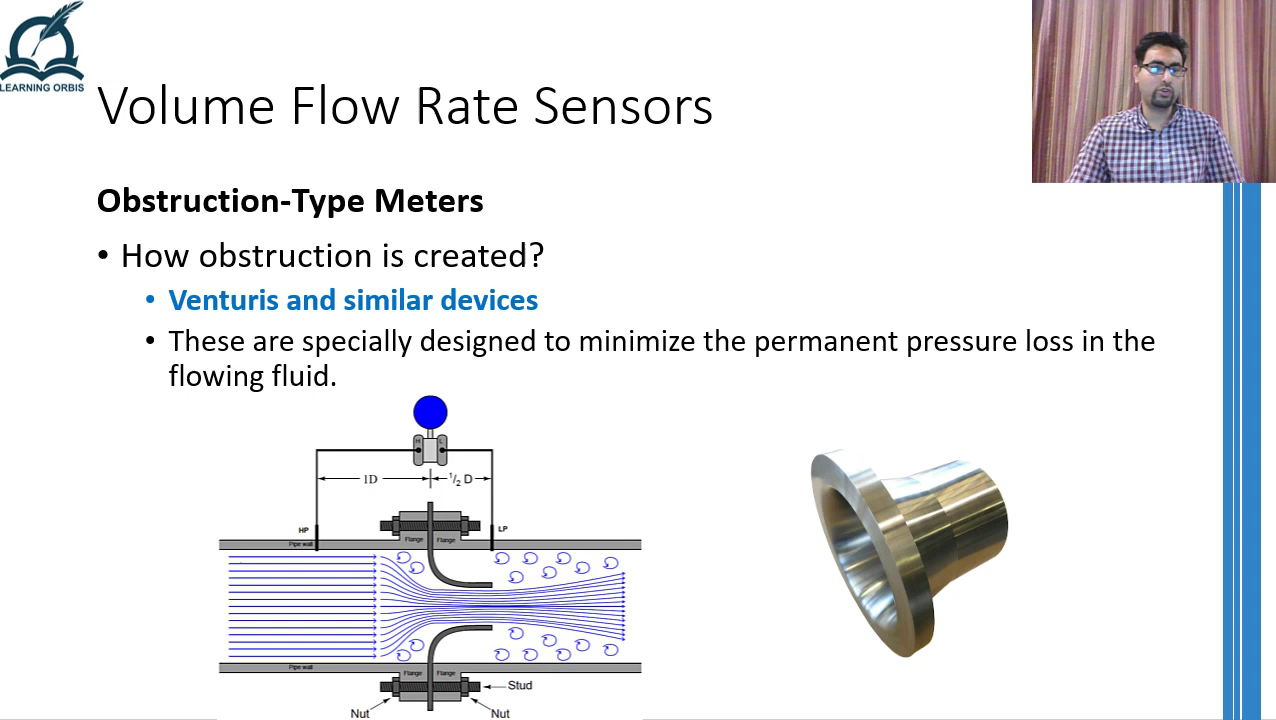 LEARNING ORBIS
Volume Flow Rate Sensors
Obstruction-Type Meters
• How obstruction is created?
• Venturis and similar devices
• These are specially designed to minimize the permanent pressure loss in the
flowing fluid.
H L
1D 1/2 D
HP LP
Pipe wall Flange Flange
Pipe wall Flange Flange
Stud
Nut Nut